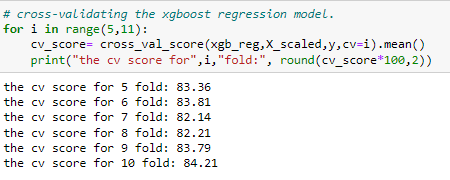 # cross-validating the xgboost regression model.
for i in range(5,11):
    cv_score= cross_val_score(xgb_reg,X_scaled,y,cv=i).mean()
    print("the cv score for",i,"fold:", round(cv_score*100,2))
the cv score for 5 fold: 83.36
the cv score for 6 fold: 83.81
the cv score for 7 fold: 82.14
the cv score for 8 fold: 82.21
the cv score for 9 fold: 83.79
the cv score for 10 fold: 84.21